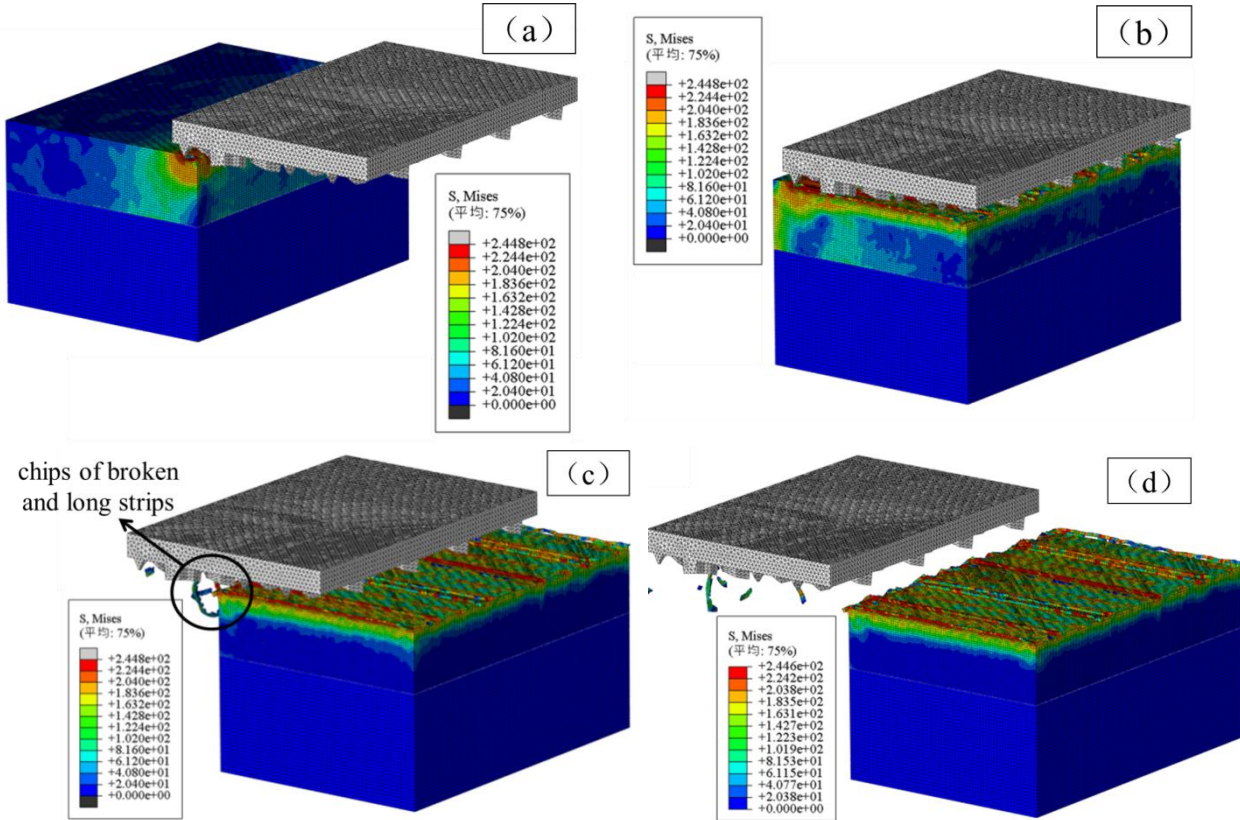 （a）
S, Mises
(平均: 75%)
+2.448e+02
+2.244e+02
+2.040e+02
+1.836e+02
+1.632e+02
+1.428e+02
+1.224e+02
+1.020e+02
+8.160e+01
+6.120e+01
+4.080e+01
+2.040e+01
+0.000e+00
（b）
S, Mises
(平均: 75%)
+2.448e+02
+2.244e+02
+2.040e+02
+1.836e+02
+1.632e+02
+1.428e+02
+1.224e+02
+1.020e+02
+8.160e+01
+6.120e+01
+4.080e+01
+2.040e+01
+0.000e+00
chips of broken
and long strips
（c）
S, Mises
(平均: 75%)
+2.448e+02
+2.244e+02
+2.040e+02
+1.836e+02
+1.632e+02
+1.428e+02
+1.224e+02
+1.020e+02
+8.160e+01
+6.120e+01
+4.080e+01
+2.040e+01
+0.000e+00
（d）
S, Mises
(平均: 75%)
+2.446e+02
+2.242e+02
+2.038e+02
+1.835e+02
+1.631e+02
+1.427e+02
+1.223e+02
+1.019e+02
+8.153e+01
+6.115e+01
+4.077e+01
+2.038e+01
+0.000e+00